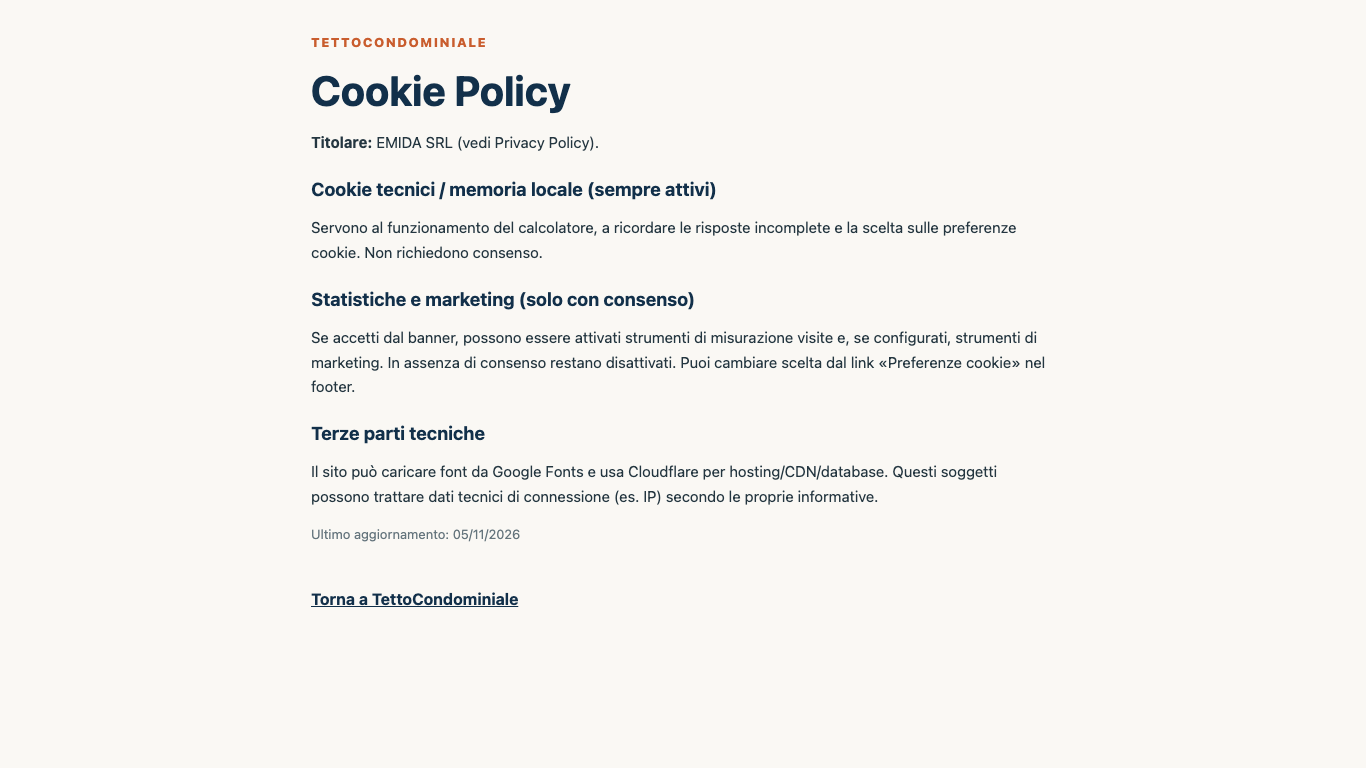 TETTOCONDOMINIALE
Cookie Policy
Titolare: EMIDA SRL (vedi Privacy Policy).
Cookie tecnici / memoria locale (sempre attivi)
Servono al funzionamento del calcolatore, a ricordare le risposte incomplete e la scelta sulle preferenze
cookie. Non richiedono consenso.
Statistiche e marketing (solo con consenso)
Se accetti dal banner, possono essere attivati strumenti di misurazione visite e, se configurati, strumenti di
marketing. In assenza di consenso restano disattivati. Puoi cambiare scelta dal link «Preferenze cookie» nel
footer.
Terze parti tecniche
Il sito può caricare font da Google Fonts e usa Cloudflare per hosting/CDN/database. Questi soggetti
possono trattare dati tecnici di connessione (es. IP) secondo le proprie informative.
Ultimo aggiornamento: 05/11/2026
Torna a TettoCondominiale